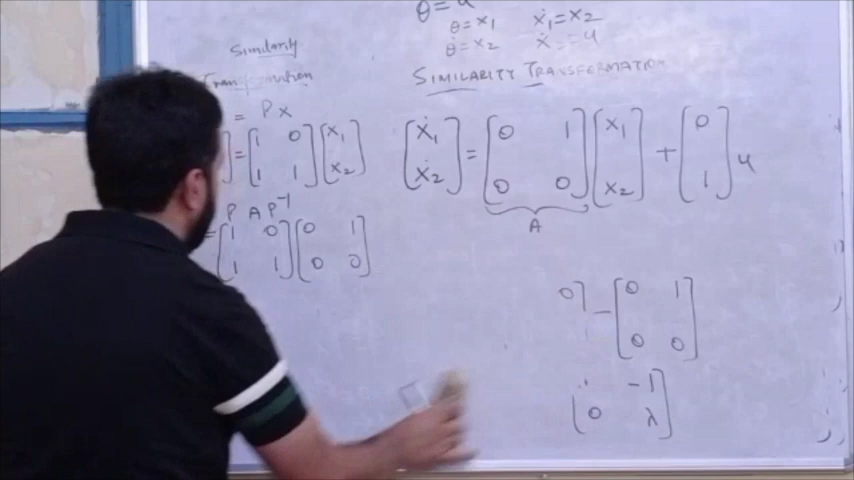 θ = u
θ = x₁ ẋ₁ = x₂
θ̇ = x₂ ẋ = u
Similarity
Transformation
SIMILARITY TRANSFORMATION
= P x
] = [1 0; 1 1] [x₁; x₂]
[ẋ₁; ẋ₂] = [0 1; 0 0] [x₁; x₂] + [0; 1] u
A
P A P⁻¹
= [1 0; 1 1] [0 1; 0 0]
0] − [0 1; 0 0]
[ -1; 0 λ]